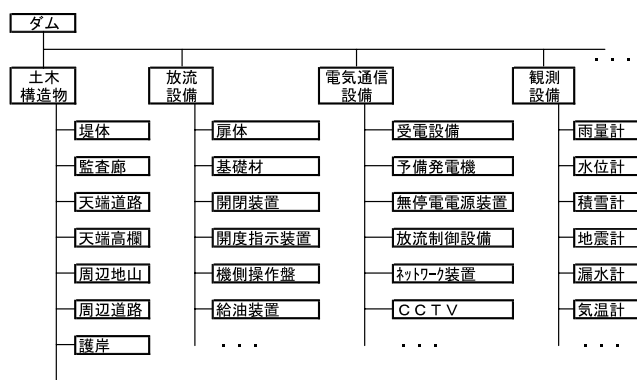 ダム
・・・
土木
構造物
放流
設備
電気通信
設備
観測
設備
堤体
監査廊
天端道路
天端高欄
周辺地山
周辺道路
護岸
扉体
基礎材
開閉装置
開度指示装置
機側操作盤
給油装置
・・・
受電設備
予備発電機
無停電電源装置
放流制御設備
ﾈｯﾄﾜｰｸ装置
ＣＣＴＶ
・・・
雨量計
水位計
積雪計
地震計
漏水計
気温計
・・・